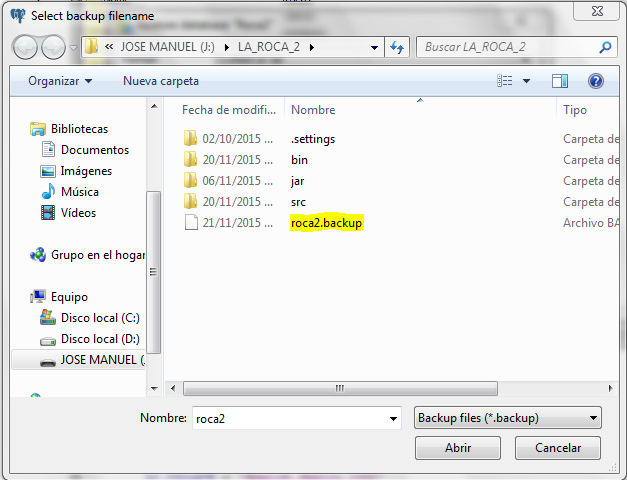 Select backup filename
« JOSE MANUEL (J:) LA_ROCA_2
Buscar LA_ROCA_2
Organizar
Nueva carpeta
Fecha de modifi... Nombre Tipo
02/10/2015 ... .settings Carpeta de
20/11/2015 ... bin Carpeta de
06/11/2015 ... jar Carpeta de
20/11/2015 ... src Carpeta de
21/11/2015 ... roca2.backup Archivo BA
Bibliotecas
Documentos
Imágenes
Música
Vídeos
Grupo en el hogar
Equipo
Disco local (C:)
Disco local (D:)
JOSE MANUEL (
Nombre: roca2
Backup files (*.backup)
Abrir
Cancelar